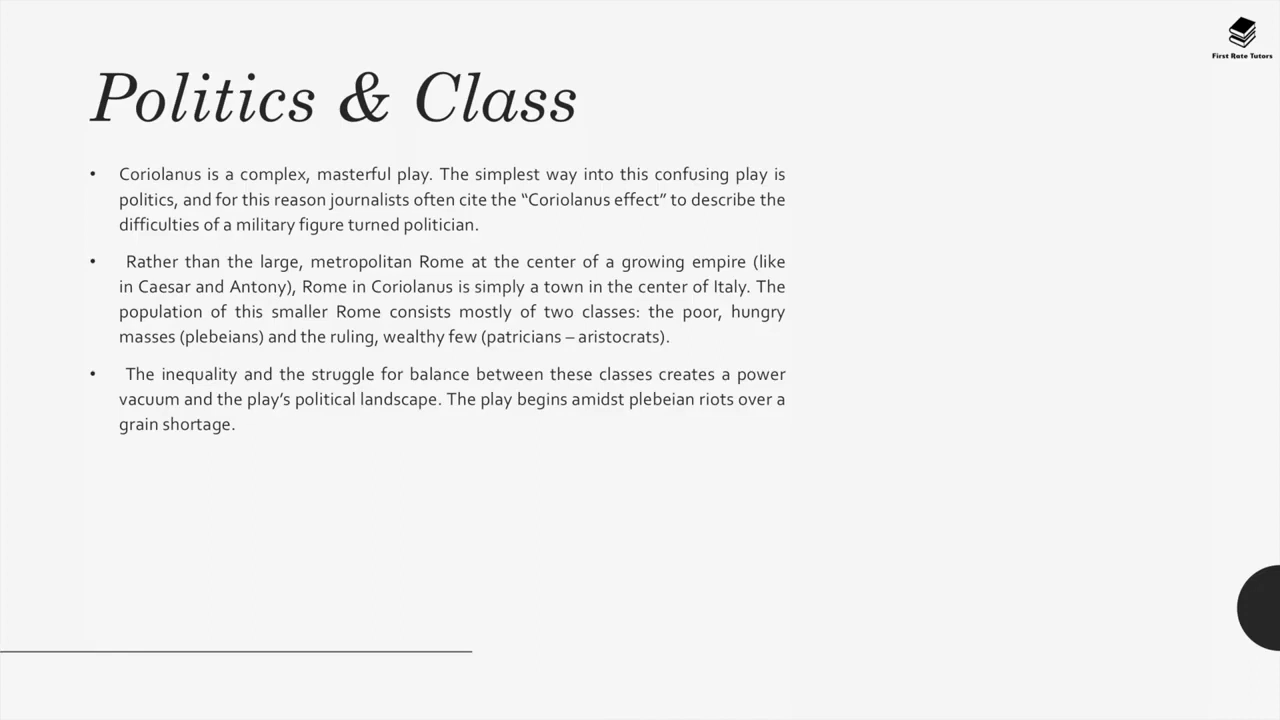 First Rate Tutors
Politics & Class
• Coriolanus is a complex, masterful play. The simplest way into this confusing play is
politics, and for this reason journalists often cite the “Coriolanus effect” to describe the
difficulties of a military figure turned politician.
• Rather than the large, metropolitan Rome at the center of a growing empire (like
in Caesar and Antony), Rome in Coriolanus is simply a town in the center of Italy. The
population of this smaller Rome consists mostly of two classes: the poor, hungry
masses (plebeians) and the ruling, wealthy few (patricians – aristocrats).
• The inequality and the struggle for balance between these classes creates a power
vacuum and the play’s political landscape. The play begins amidst plebeian riots over a
grain shortage.